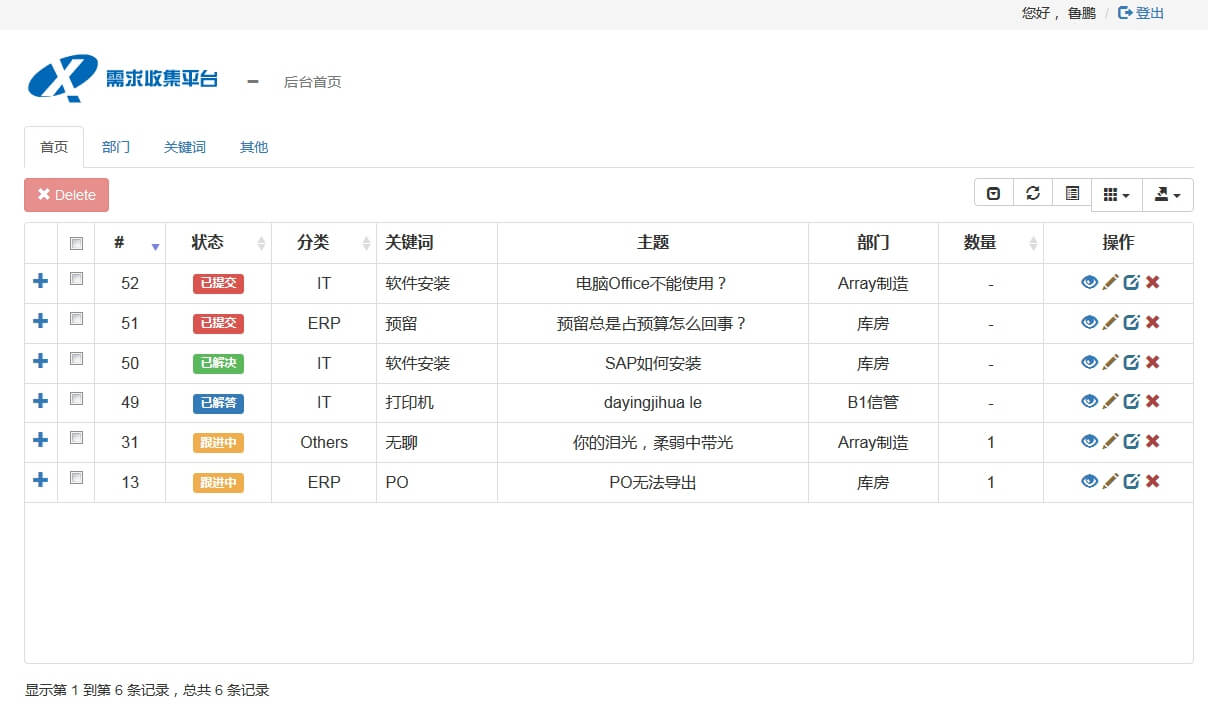 您好， 鲁鹏 / 登出
需求收集平台 − 后台首页
首页 部门 关键词 其他
Delete
# 状态 分类 关键词 主题 部门 数量 操作
52 已提交 IT 软件安装 电脑Office不能使用？ Array制造 -
51 已提交 ERP 预留 预留总是占预算怎么回事？ 库房 -
50 已解决 IT 软件安装 SAP如何安装 库房 -
49 已解答 IT 打印机 dayingjihua le B1信管 -
31 跟进中 Others 无聊 你的泪光，柔弱中带光 Array制造 1
13 跟进中 ERP PO PO无法导出 库房 1
显示第 1 到第 6 条记录，总共 6 条记录